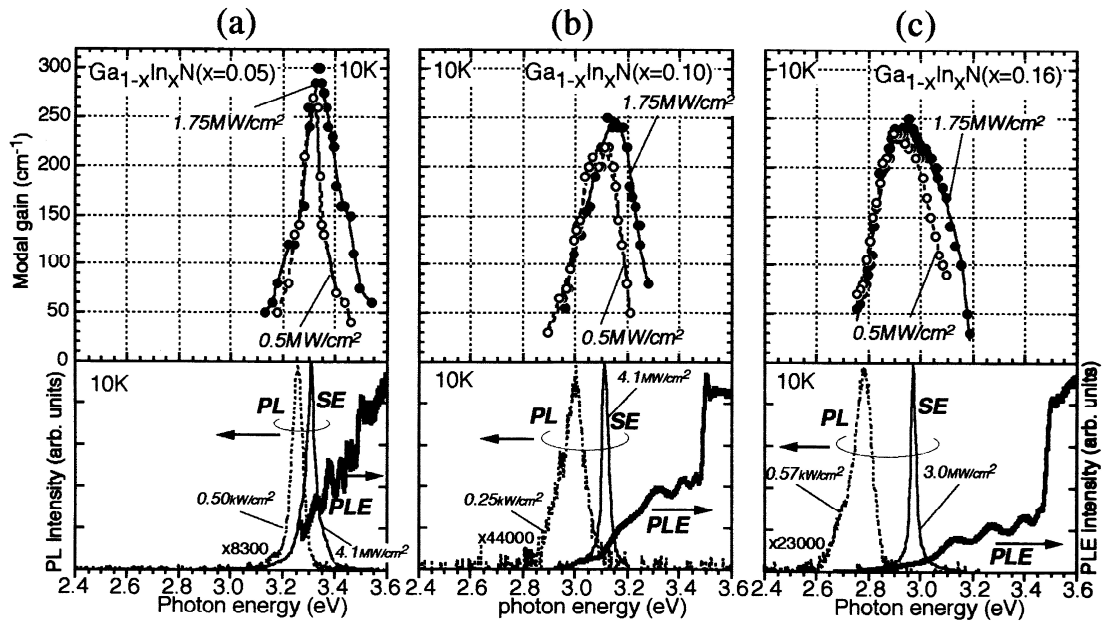 (a) (b) (c)
Ga1-xInxN(x=0.05) 10K
10K Ga1-xInxN(x=0.10)
10K Ga1-xInxN(x=0.16)
1.75MW/cm²
1.75MW/cm²
1.75MW/cm²
0.5MW/cm²
0.5MW/cm²
0.5MW/cm²
Modal gain (cm⁻¹)
300
250
200
150
100
50
0
PL Intensity (arb. units)
10K
PL SE
0.50kW/cm²
PLE
x8300
4.1MW/cm²
10K
4.1MW/cm²
PL SE
0.25kW/cm²
x44000
PLE
10K
PL SE
0.57kW/cm²
3.0MW/cm²
x23000
PLE
PLE Intensity (arb. units)
2.4 2.6 2.8 3.0 3.2 3.4 3.6
Photon energy (eV)
2.4 2.6 2.8 3.0 3.2 3.4 3.6
photon energy (eV)
2.4 2.6 2.8 3.0 3.2 3.4 3.6
Photon energy (eV)